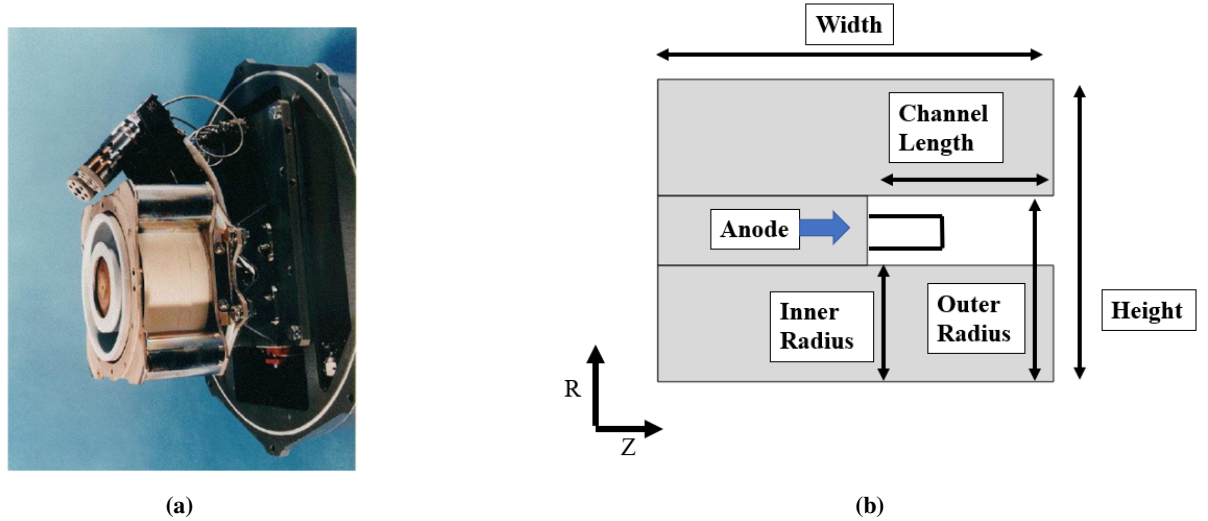 Width
Channel
Length
Anode
Inner
Radius
Outer
Radius
Height
R
Z
(a)
(b)